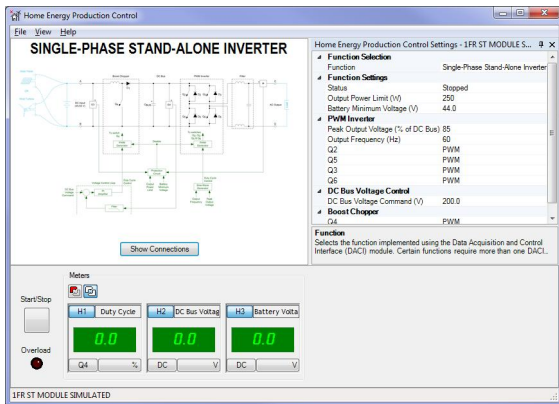 Home Energy Production Control
File View Help
SINGLE-PHASE STAND-ALONE INVERTER
Show Connections
Home Energy Production Control Settings - 1FR ST MODULE S...
Function Selection
Function Single-Phase Stand-Alone Inverter
Function Settings
Status Stopped
Output Power Limit (W) 250
Battery Minimum Voltage (V) 44.0
PWM Inverter
Peak Output Voltage (% of DC Bus) 85
Output Frequency (Hz) 60
Q2 PWM
Q5 PWM
Q3 PWM
Q6 PWM
DC Bus Voltage Control
DC Bus Voltage Command (V) 200.0
Boost Chopper
Q4 PWM
Function
Selects the function implemented using the Data Acquisition and Control
Interface (DACI) module. Certain functions require more than one DACI...
Meters
Start/Stop
Overload
H1 Duty Cycle
0.0
Q4 %
H2 DC Bus Voltag
0.0
DC V
H3 Battery Volta
0.0
DC V
1FR ST MODULE SIMULATED